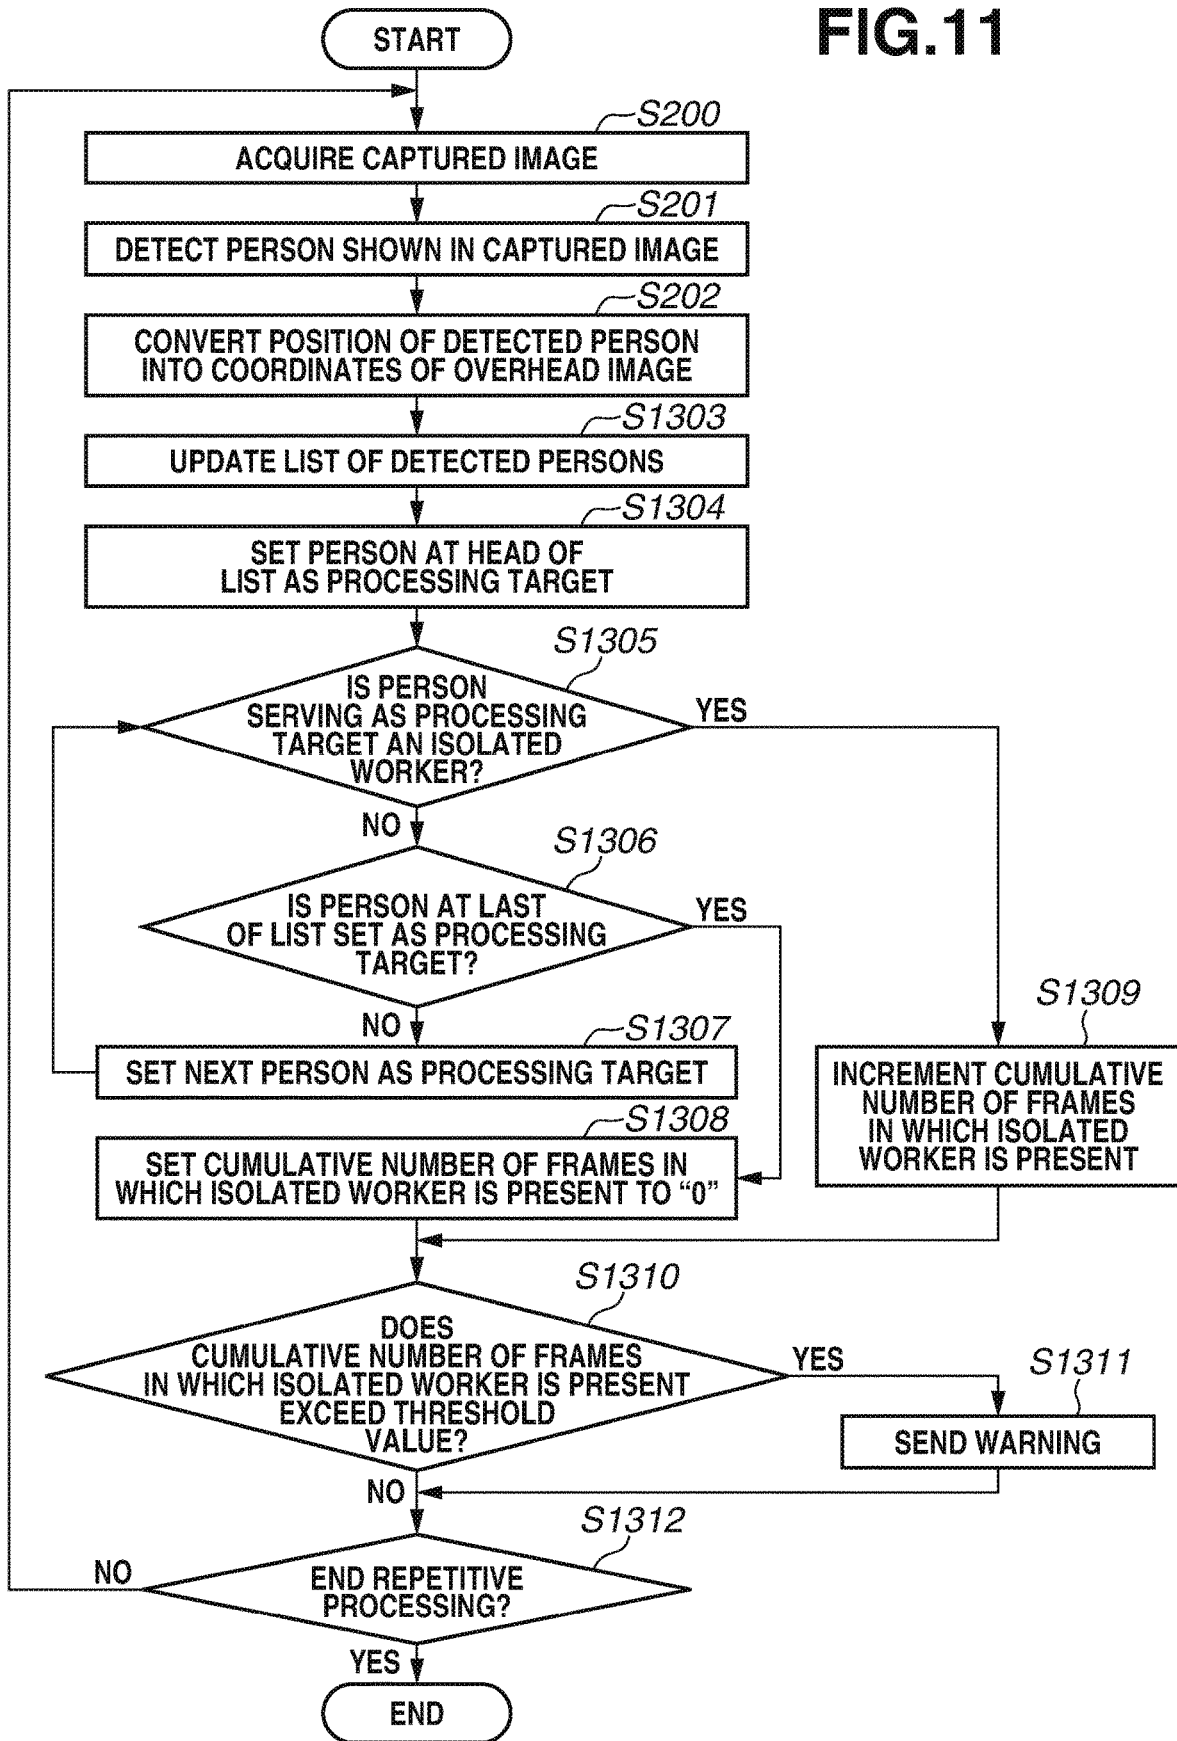 FIG.11
START
S200
ACQUIRE CAPTURED IMAGE
S201
DETECT PERSON SHOWN IN CAPTURED IMAGE
S202
CONVERT POSITION OF DETECTED PERSON
INTO COORDINATES OF OVERHEAD IMAGE
S1303
UPDATE LIST OF DETECTED PERSONS
S1304
SET PERSON AT HEAD OF
LIST AS PROCESSING TARGET
S1305
IS PERSON
SERVING AS PROCESSING
TARGET AN ISOLATED
WORKER?
YES
NO
S1306
IS PERSON AT LAST
OF LIST SET AS PROCESSING
TARGET?
YES
NO
S1307
SET NEXT PERSON AS PROCESSING TARGET
S1308
SET CUMULATIVE NUMBER OF FRAMES IN
WHICH ISOLATED WORKER IS PRESENT TO “0”
S1309
INCREMENT CUMULATIVE
NUMBER OF FRAMES
IN WHICH ISOLATED
WORKER IS PRESENT
S1310
DOES
CUMULATIVE NUMBER OF FRAMES
IN WHICH ISOLATED WORKER IS PRESENT
EXCEED THRESHOLD
VALUE?
YES
S1311
SEND WARNING
NO
S1312
END REPETITIVE
PROCESSING?
NO
YES
END